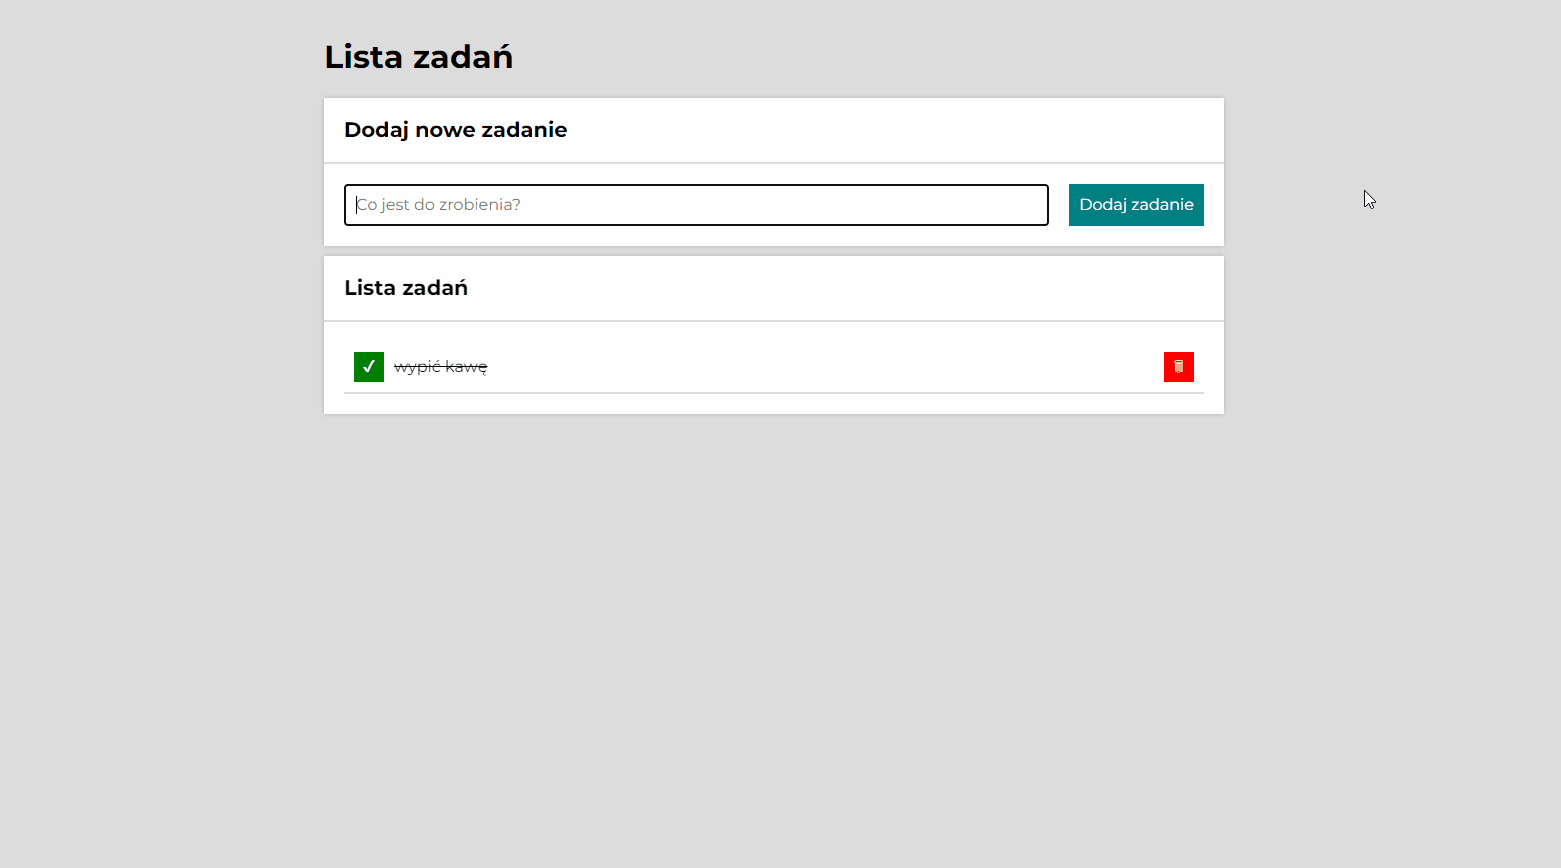 Lista zadań
Dodaj nowe zadanie
Co jest do zrobienia?
Dodaj zadanie
Lista zadań
wypić kawę